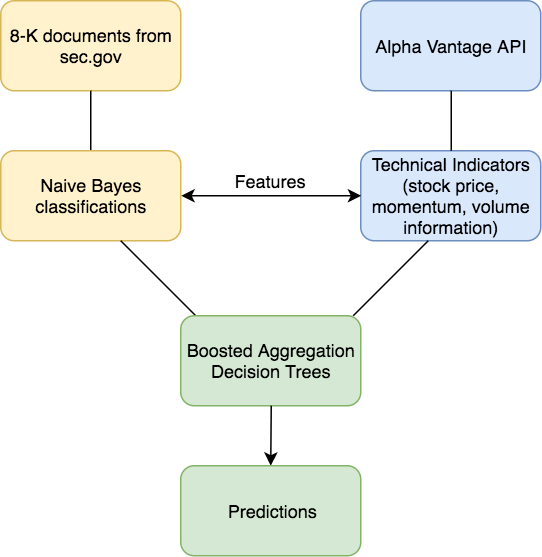 8-K documents from
sec.gov
Alpha Vantage API
Naive Bayes
classifications
Features
Technical Indicators
(stock price,
momentum, volume
information)
Boosted Aggregation
Decision Trees
Predictions